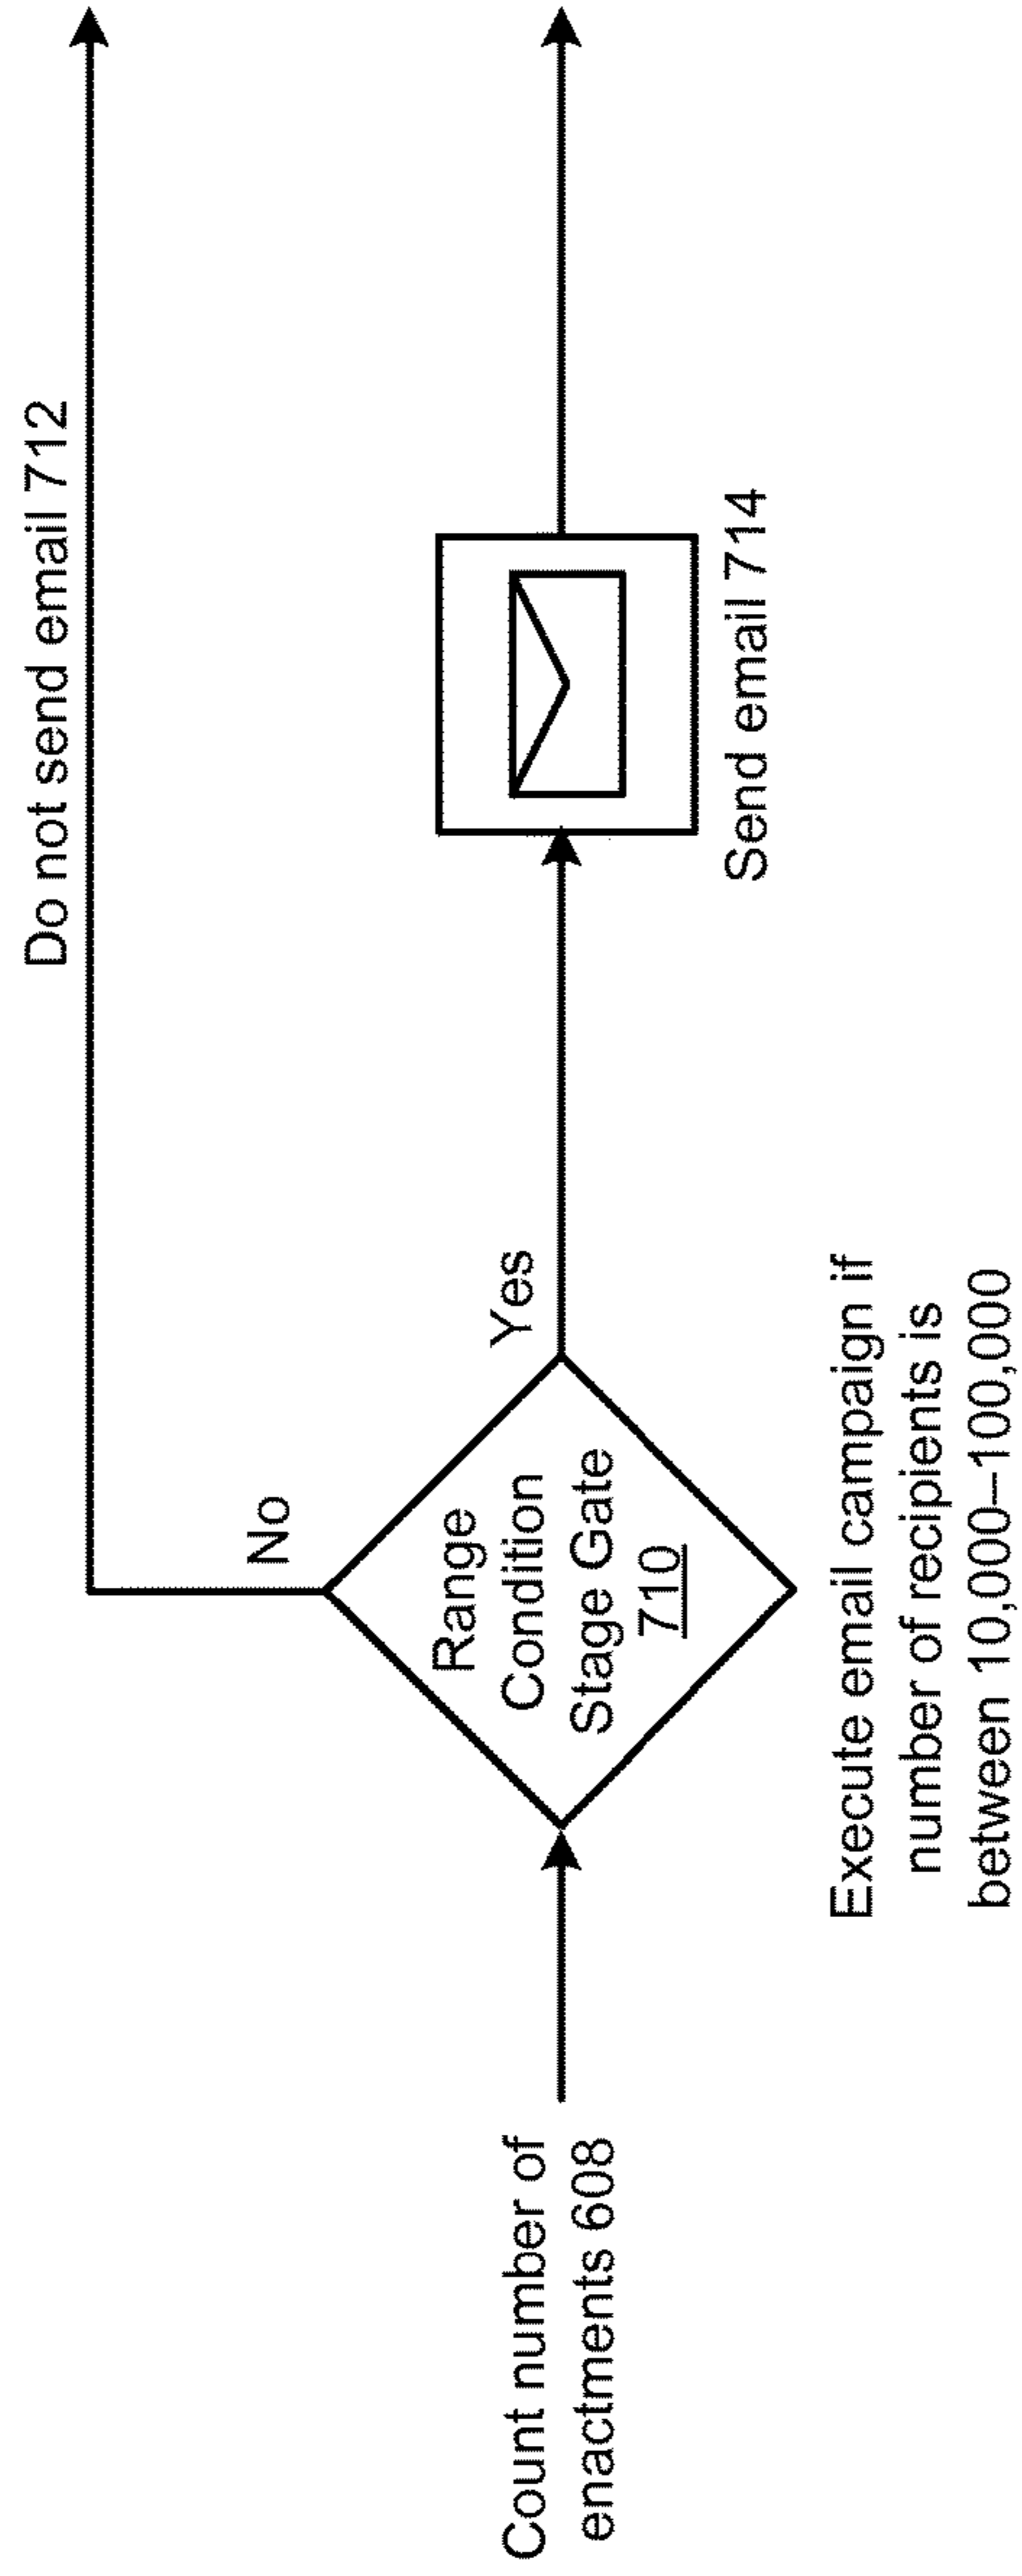 Count number of
enactments 608
Range
Condition
Stage Gate
710
No
Yes
Execute email campaign if
number of recipients is
between 10,000–100,000
Do not send email 712
Send email 714